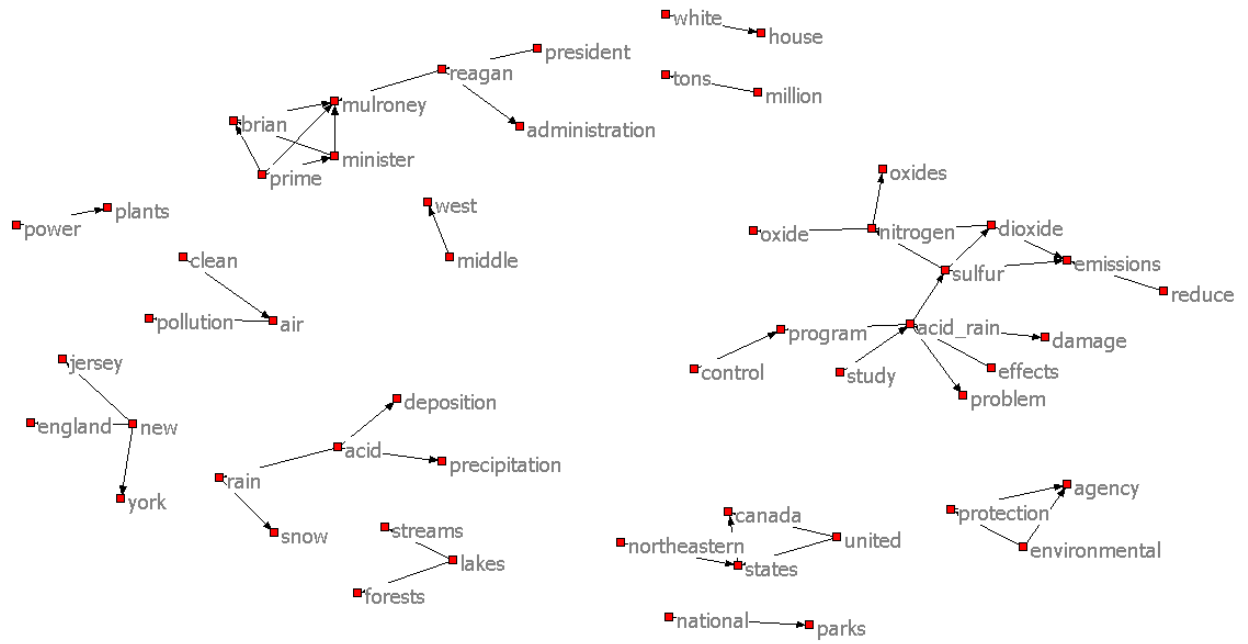 white
house
president
reagan
tons
million
mulroney
brian
administration
minister
prime
oxides
west
plants
power
nitrogen
oxide
dioxide
clean
middle
emissions
sulfur
reduce
pollution
air
program
acid_rain
damage
jersey
control
study
effects
problem
deposition
england
new
acid
precipitation
rain
york
agency
canada
protection
snow
streams
united
northeastern
environmental
lakes
states
forests
national
parks